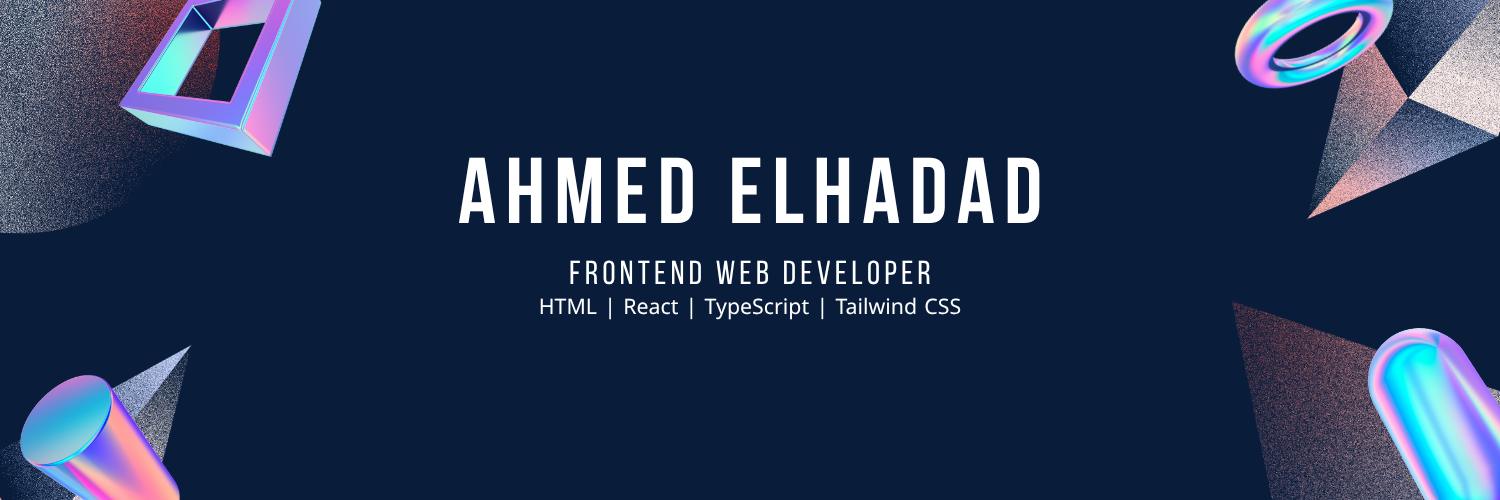 AHMED ELHADAD
FRONTEND WEB DEVELOPER
HTML | React | TypeScript | Tailwind CSS